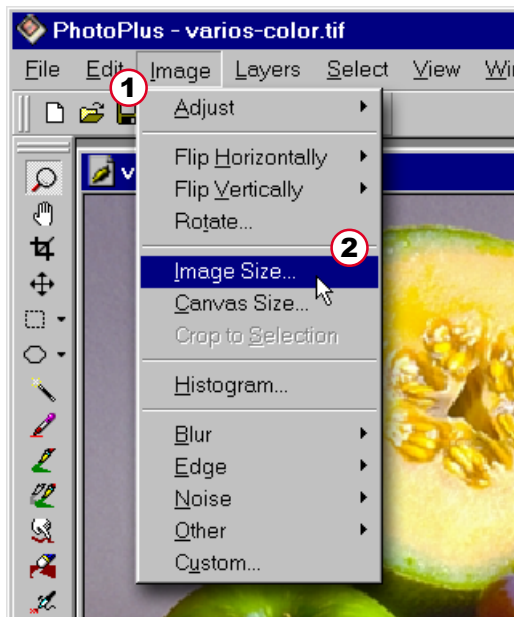 PhotoPlus - varios-color.tif
File Edit Image Layers Select View
1
Adjust
Flip Horizontally
Flip Vertically
Rotate...
2
Image Size...
Canvas Size...
Crop to Selection
Histogram...
Blur
Edge
Noise
Other
Custom...